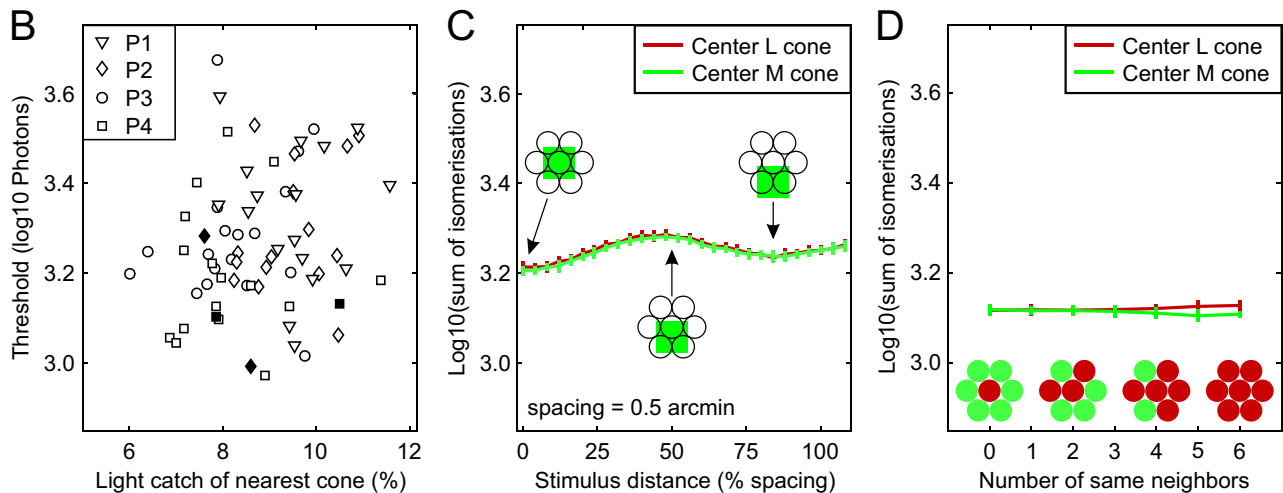 B
Threshold (log10 Photons)
3.6
3.4
3.2
3.0
P1
P2
P3
P4
6
8
10
12
Light catch of nearest cone (%)
C
Log10(sum of isomerisations)
3.6
3.4
3.2
3.0
Center L cone
Center M cone
spacing = 0.5 arcmin
0
25
50
75
100
Stimulus distance (% spacing)
D
Log10(sum of isomerisations)
3.6
3.4
3.2
3.0
Center L cone
Center M cone
0
1
2
3
4
5
6
Number of same neighbors